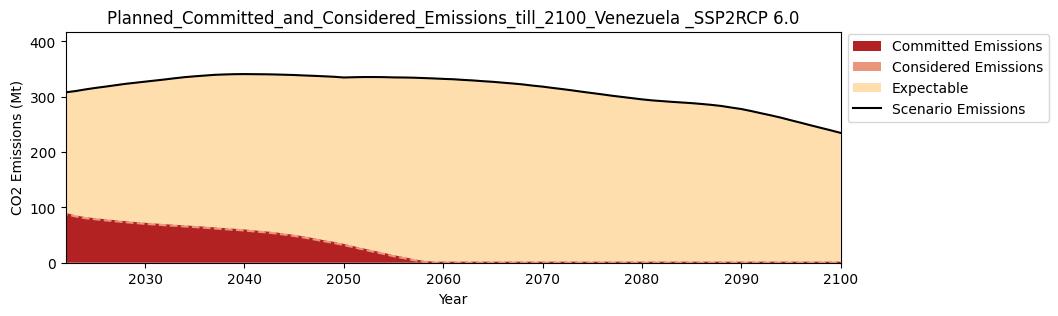 Planned_Committed_and_Considered_Emissions_till_2100_Venezuela _SSP2RCP 6.0
400
300
200
100
0
CO2 Emissions (Mt)
2030
2040
2050
2060
2070
2080
2090
2100
Year
Committed Emissions
Considered Emissions
Expectable
Scenario Emissions